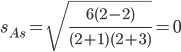 s_{As} = \sqrt{\frac{6(2-2)}{(2+1)(2+3)}} = 0